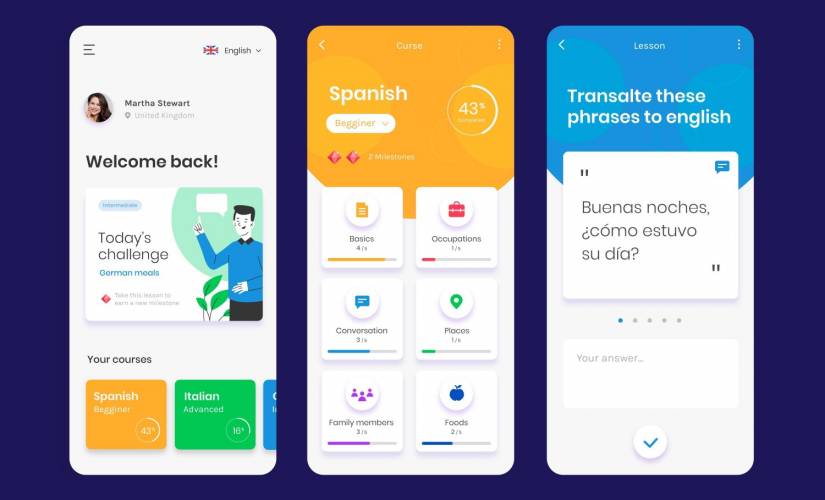 English
Martha Stewart
United Kingdom
Welcome back!
Intermediate
Today's
challenge
German meals
Take this lesson to
earn a new milestone
Your courses
Spanish
Begginer
43%
Italian
Advanced
16%
Curse
Spanish
Begginer
43%
Completed
2 Milestones
Basics
4/5
Occupations
1/5
Conversation
3/5
Places
1/5
Family members
3/5
Foods
2/5
Lesson
Transalte these
phrases to english
"
Buenas noches,
¿cómo estuvo
su día?
"
Your answer...